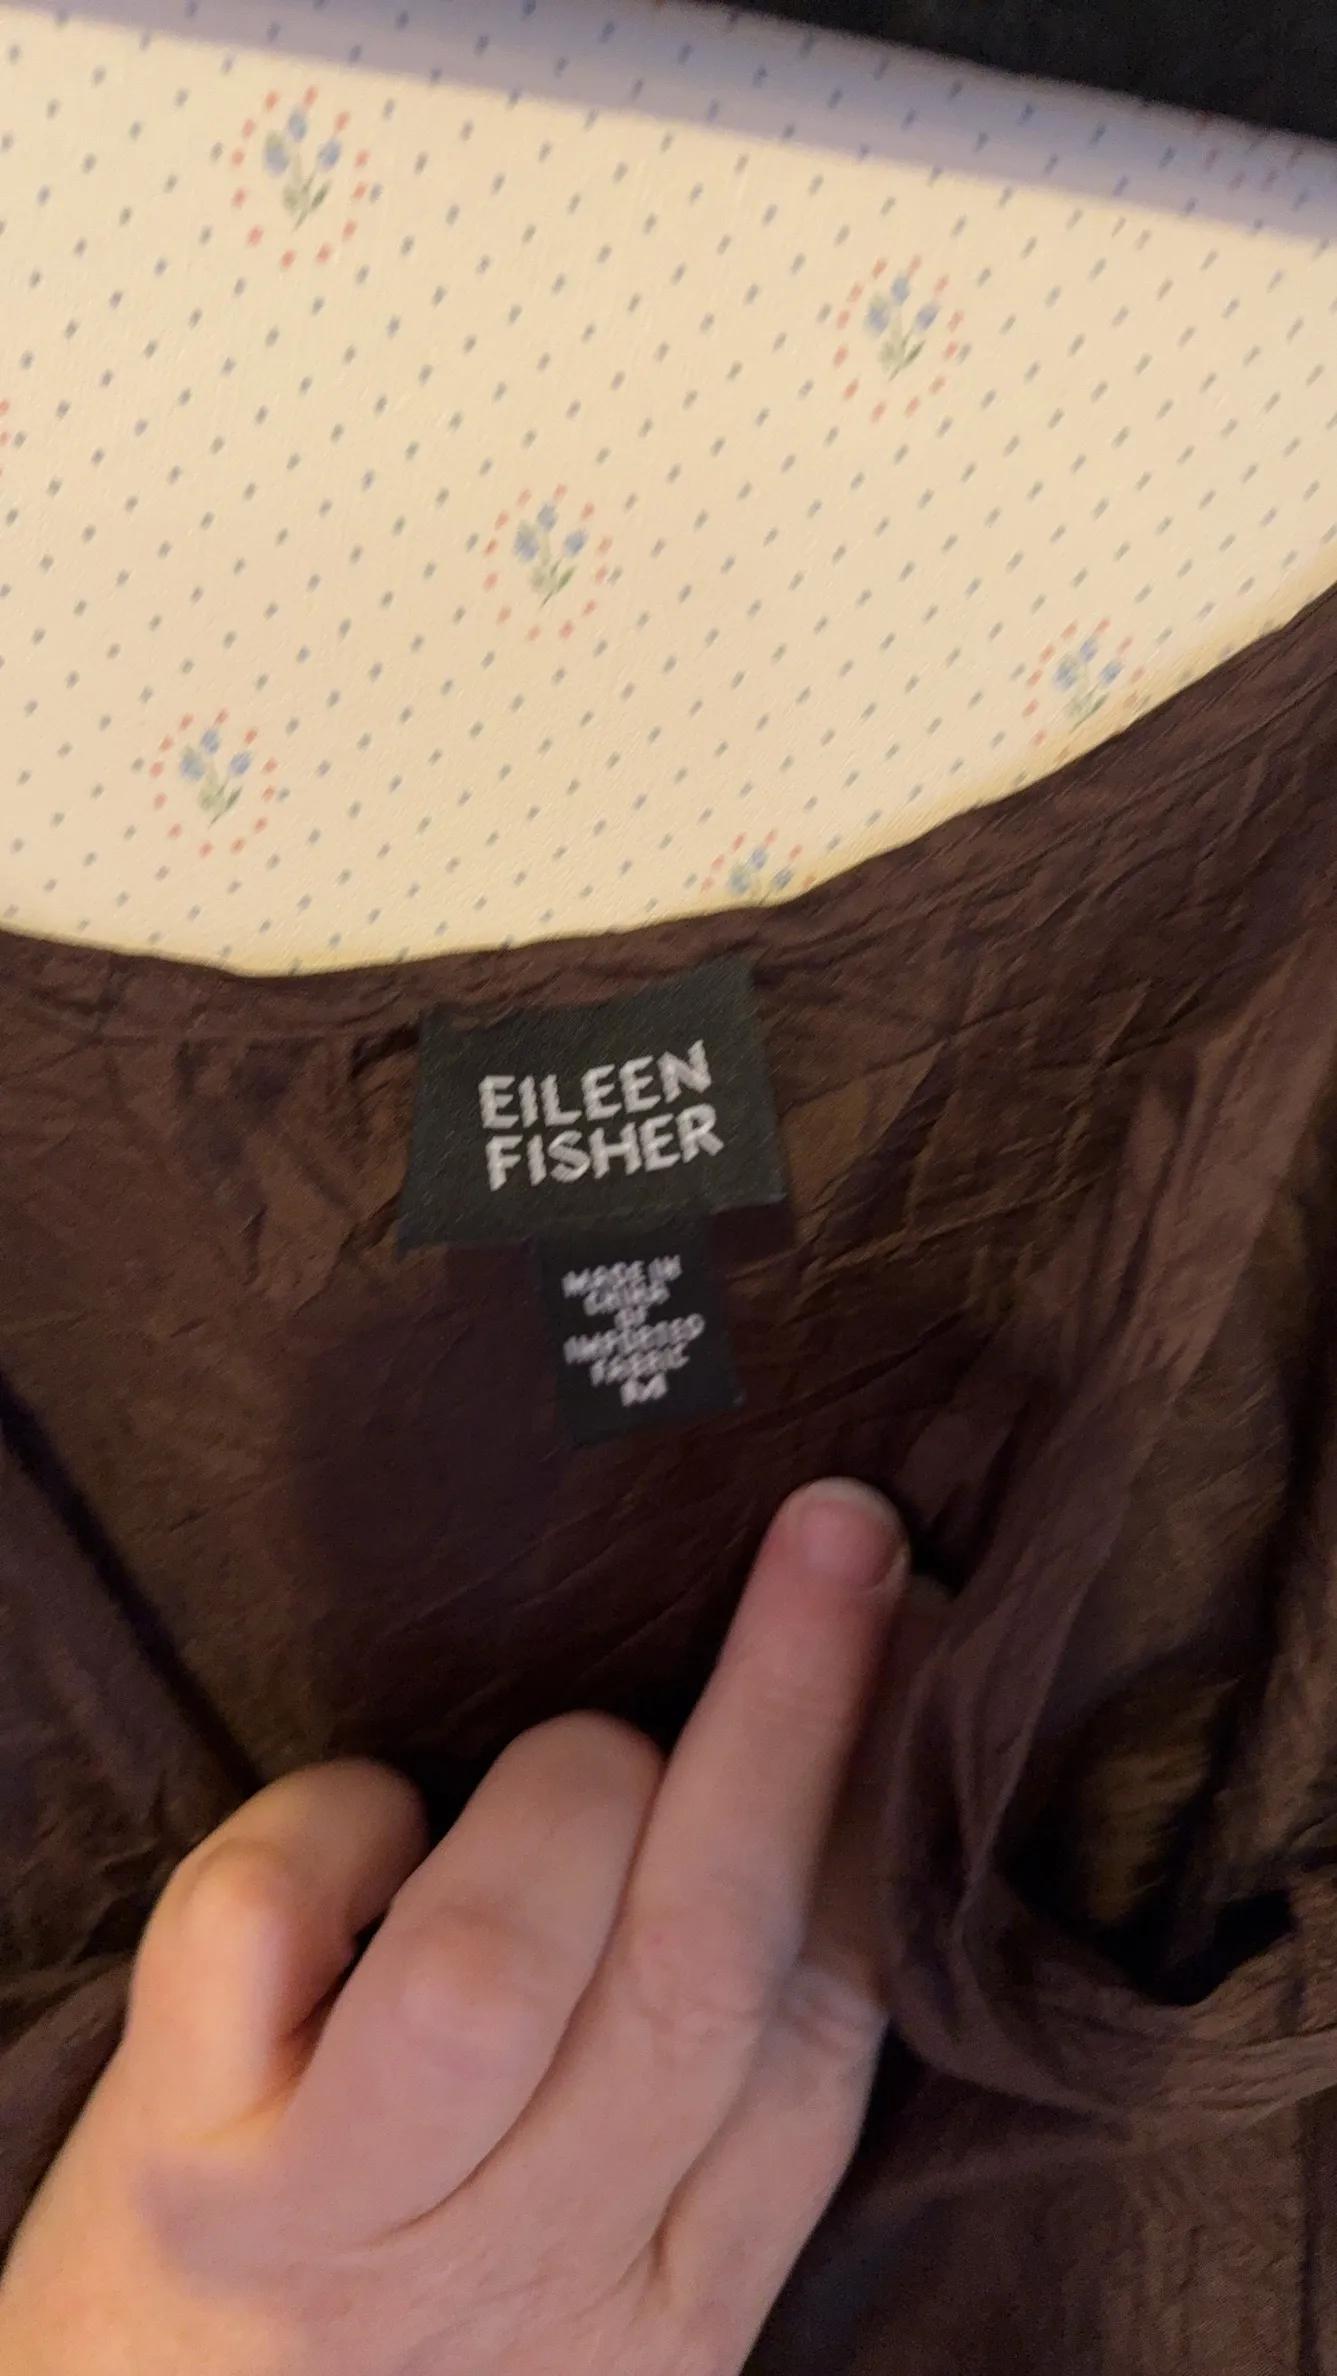 EILEEN
FISHER
MADE IN
CHINA
OF
IMPORTED
FABRIC
M